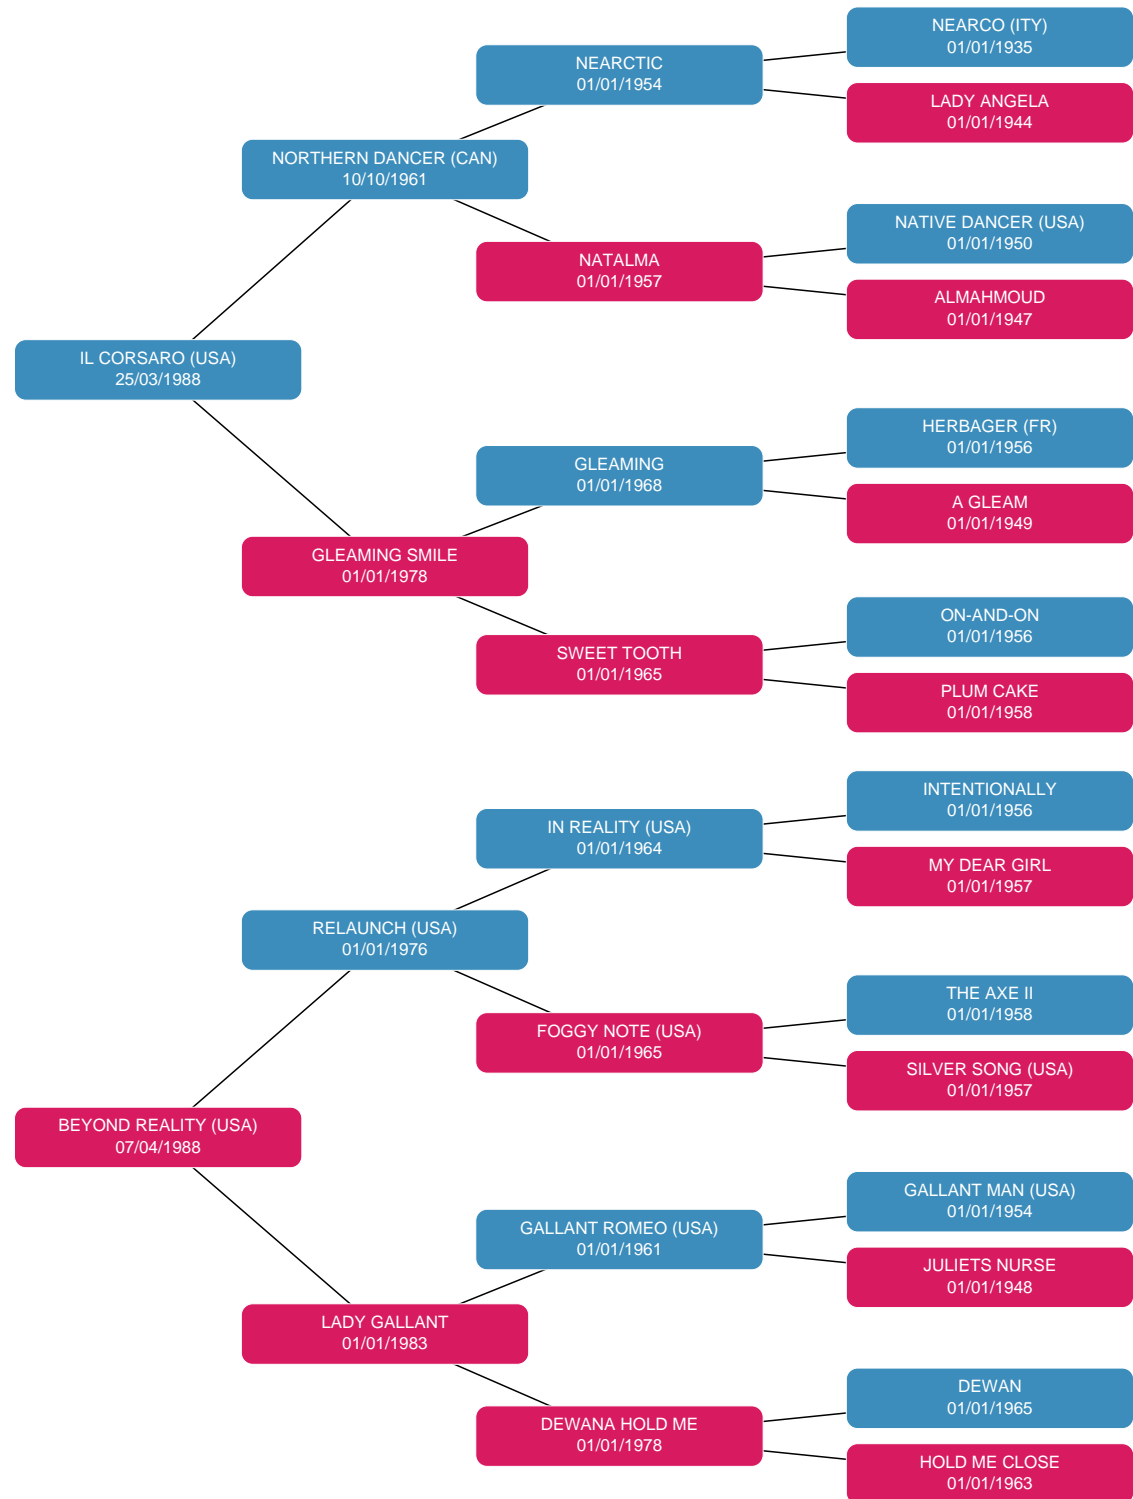 NEARCO (ITY)
01/01/1935
NEARCTIC
01/01/1954
LADY ANGELA
01/01/1944
NORTHERN DANCER (CAN)
10/10/1961
NATIVE DANCER (USA)
01/01/1950
NATALMA
01/01/1957
ALMAHMOUD
01/01/1947
IL CORSARO (USA)
25/03/1988
HERBAGER (FR)
01/01/1956
GLEAMING
01/01/1968
A GLEAM
01/01/1949
GLEAMING SMILE
01/01/1978
ON-AND-ON
01/01/1956
SWEET TOOTH
01/01/1965
PLUM CAKE
01/01/1958
INTENTIONALLY
01/01/1956
IN REALITY (USA)
01/01/1964
MY DEAR GIRL
01/01/1957
RELAUNCH (USA)
01/01/1976
THE AXE II
01/01/1958
FOGGY NOTE (USA)
01/01/1965
SILVER SONG (USA)
01/01/1957
BEYOND REALITY (USA)
07/04/1988
GALLANT MAN (USA)
01/01/1954
GALLANT ROMEO (USA)
01/01/1961
JULIETS NURSE
01/01/1948
LADY GALLANT
01/01/1983
DEWAN
01/01/1965
DEWANA HOLD ME
01/01/1978
HOLD ME CLOSE
01/01/1963